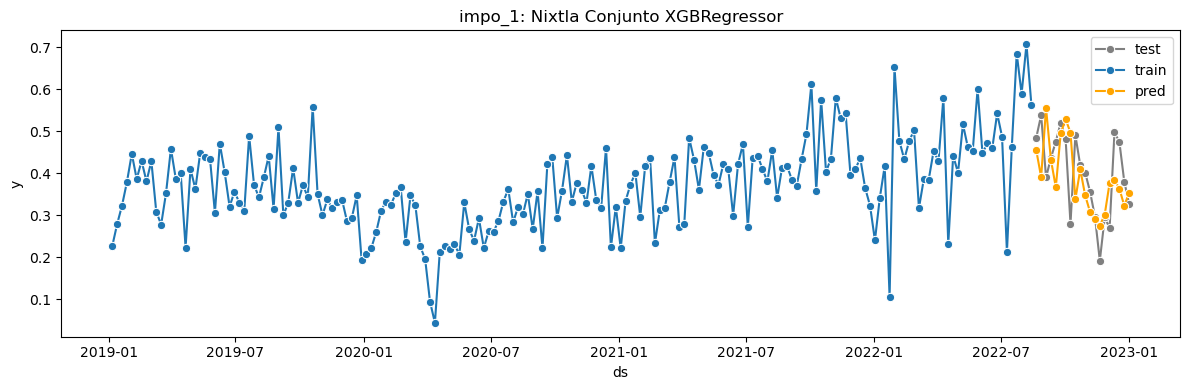 impo_1: Nixtla Conjunto XGBRegressor
test
train
pred
y
0.7
0.6
0.5
0.4
0.3
0.2
0.1
2019-01 2019-07 2020-01 2020-07 2021-01 2021-07 2022-01 2022-07 2023-01
ds